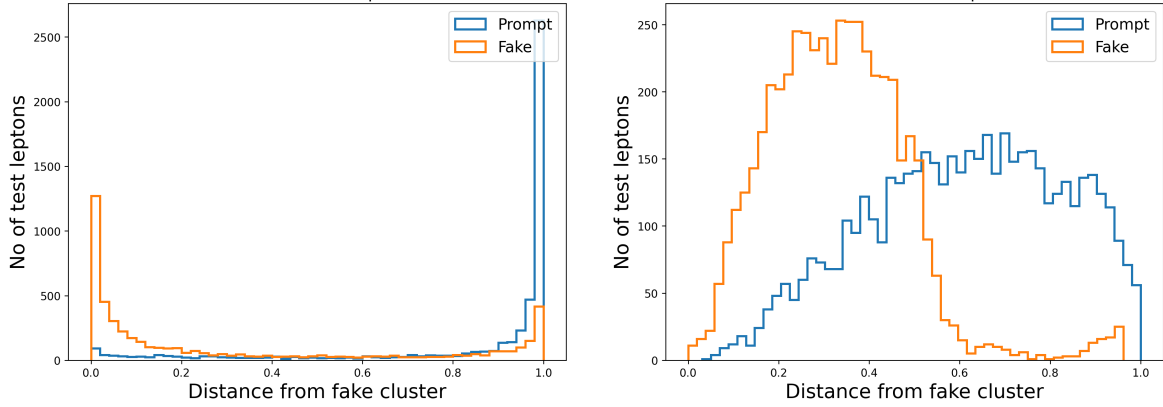 2500
2000
1500
1000
500
0
No of test leptons
0.0 0.2 0.4 0.6 0.8 1.0
Distance from fake cluster
Prompt
Fake
250
200
150
100
50
0
No of test leptons
0.0 0.2 0.4 0.6 0.8 1.0
Distance from fake cluster
Prompt
Fake